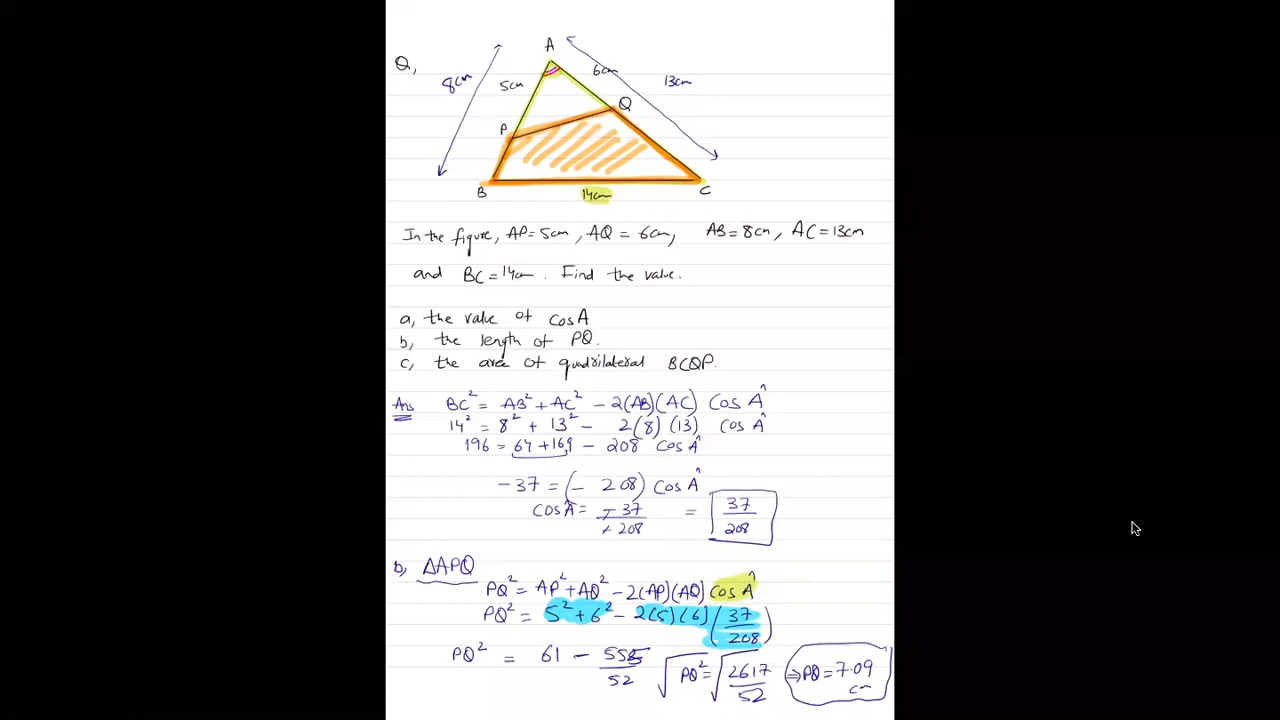 Q,
A
8cm
5cm
6cm
13cm
P
Q
B
14cm
C
In the figure, AP=5cm, AQ = 6cm, AB=8cm, AC=13cm
and BC=14cm. Find the value.
a, the value of cosA
b, the length of PQ.
c, the area of quadrilateral BCQP.
Ans BC² = AB² + AC² - 2(AB)(AC) Cos Â
14² = 8² + 13² - 2(8)(13) Cos Â
196 = 64 + 169 - 208 Cos Â
-37 = (- 208) Cos Â
Cos Â = -37/-208 = 37/208
b, ΔAPQ
PQ² = AP² + AQ² - 2(AP)(AQ) Cos Â
PQ² = 5² + 6² - 2(5)(6) (37/208)
PQ² = 61 - 555/52 √PQ² = √2617/52 ⇒ PQ = 7.09 cm